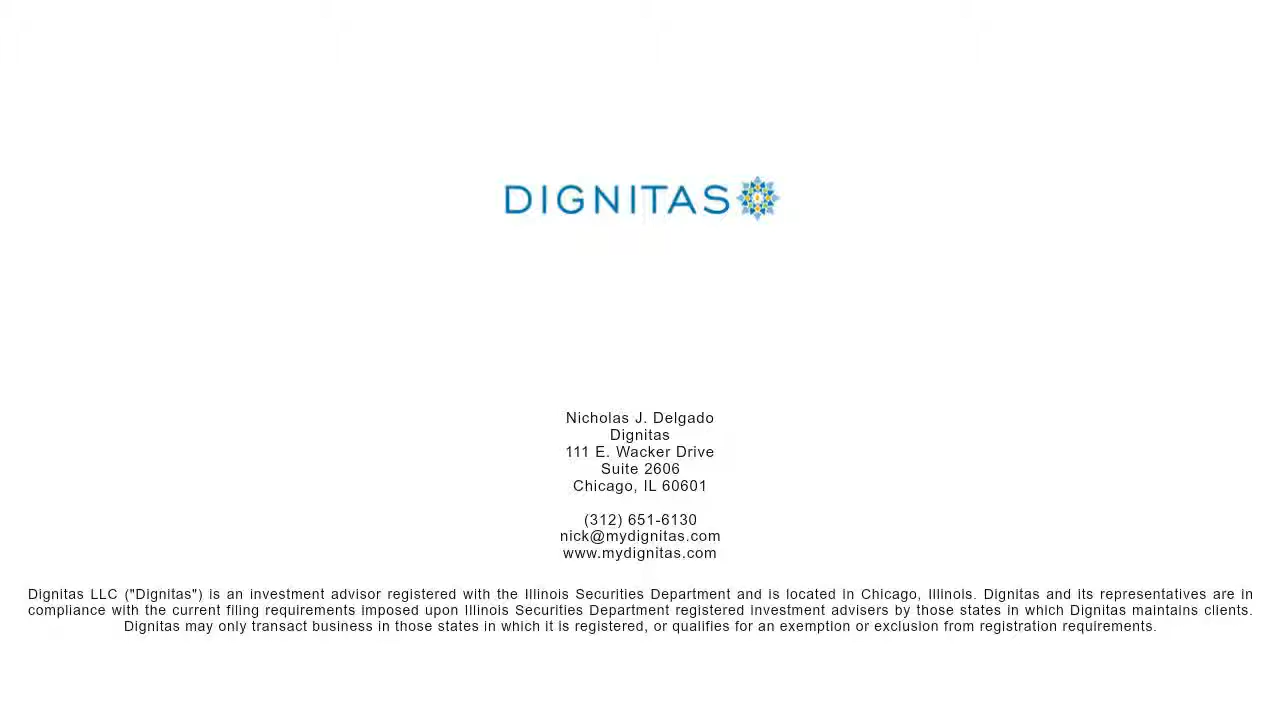 DIGNITAS
Nicholas J. Delgado
Dignitas
111 E. Wacker Drive
Suite 2606
Chicago, IL 60601
(312) 651-6130
nick@mydignitas.com
www.mydignitas.com
Dignitas LLC ("Dignitas") is an investment advisor registered with the Illinois Securities Department and is located in Chicago, Illinois. Dignitas and its representatives are in
compliance with the current filing requirements imposed upon Illinois Securities Department registered investment advisers by those states in which Dignitas maintains clients.
Dignitas may only transact business in those states in which it is registered, or qualifies for an exemption or exclusion from registration requirements.